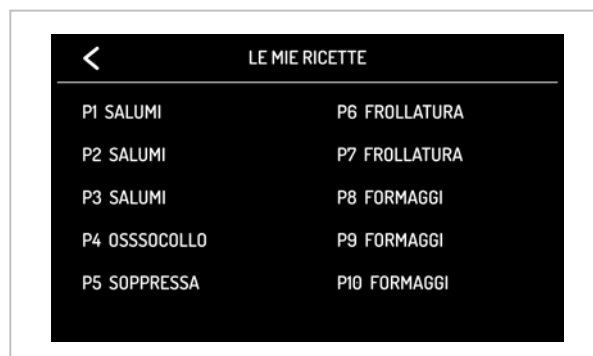 LE MIE RICETTE
P1 SALUMI
P2 SALUMI
P3 SALUMI
P4 OSSSOCOLLO
P5 SOPPRESSA
P6 FROLLATURA
P7 FROLLATURA
P8 FORMAGGI
P9 FORMAGGI
P10 FORMAGGI